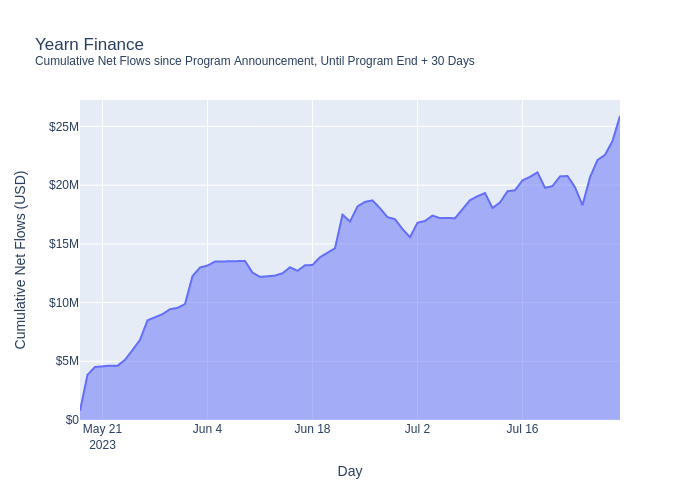 Yearn Finance
Cumulative Net Flows since Program Announcement, Until Program End + 30 Days
Cumulative Net Flows (USD)
$25M
$20M
$15M
$10M
$5M
$0
May 21
2023
Jun 4
Jun 18
Jul 2
Jul 16
Day